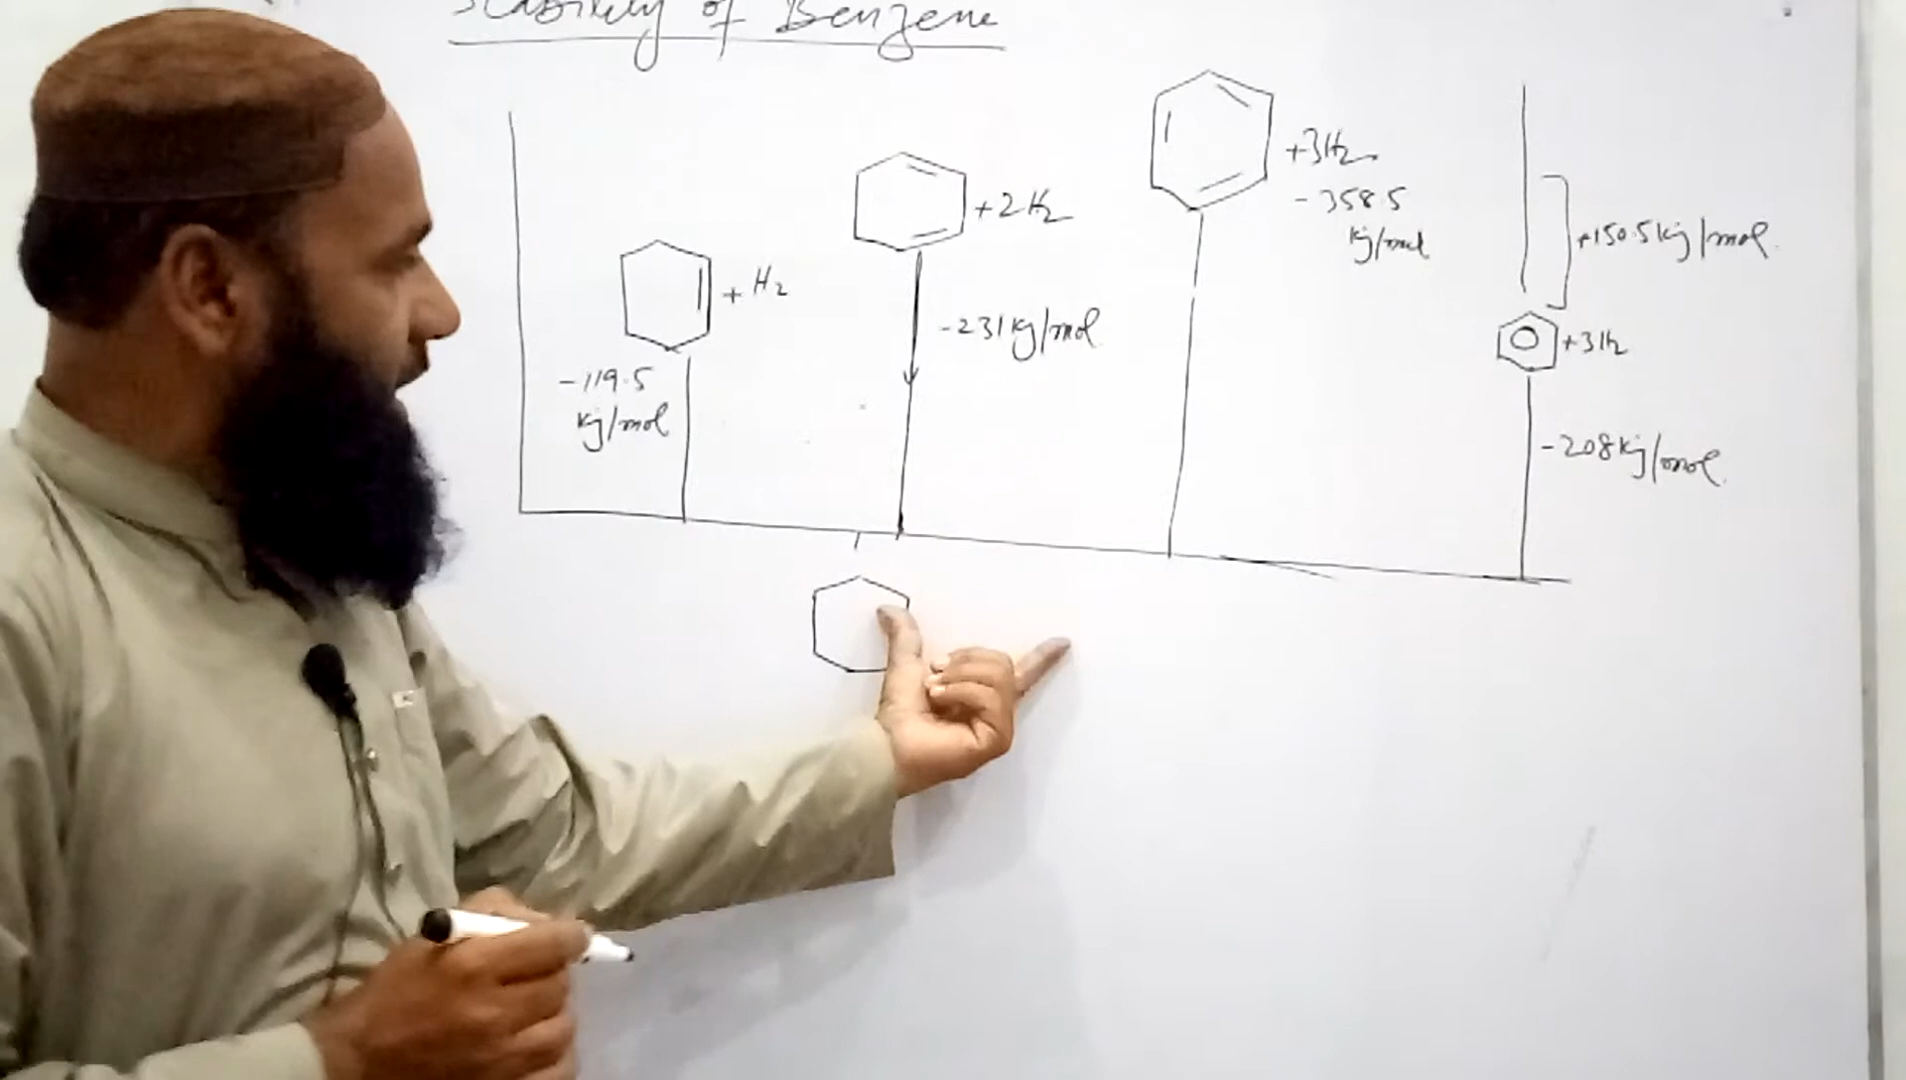 Stability of Benzene
+ H2
-119.5
kj/mol
+2H2
-231kj/mol
+3H2
-358.5
kj/mol
+150.5kj/mol.
+3H2
-208kj/mol.